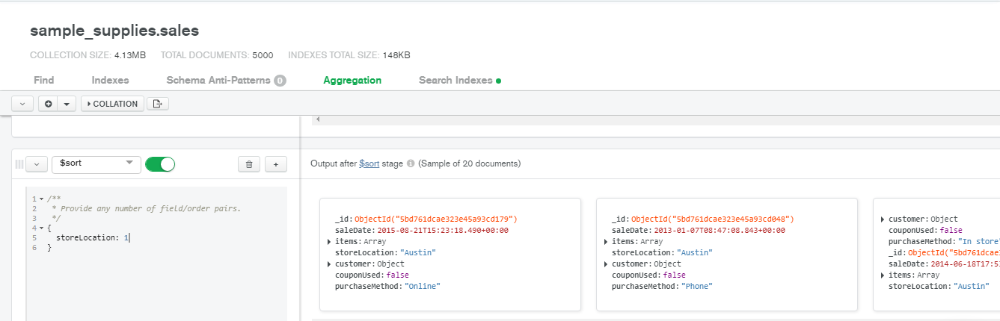 sample_supplies.sales
COLLECTION SIZE: 4.13MB TOTAL DOCUMENTS: 5000 INDEXES TOTAL SIZE: 148KB
Find Indexes Schema Anti-Patterns 0 Aggregation Search Indexes
COLLATION
$sort
Output after $sort stage (Sample of 20 documents)
1 /**
2 * Provide any number of field/order pairs.
3 */
4 {
5 storeLocation: 1
6 }
_id:ObjectId("5bd761dcae323e45a93cd179")
saleDate:2015-08-21T15:23:18.490+00:00
items:Array
storeLocation:"Austin"
customer:Object
couponUsed:false
purchaseMethod:"Online"
_id:ObjectId("5bd761dcae323e45a93cd048")
saleDate:2013-01-07T08:47:08.843+00:00
items:Array
storeLocation:"Austin"
customer:Object
couponUsed:false
purchaseMethod:"Phone"
customer:Object
couponUsed:false
purchaseMethod:"In store"
_id:ObjectId("5bd761dcae
saleDate:2014-06-18T17:5
items:Array
storeLocation:"Austin"